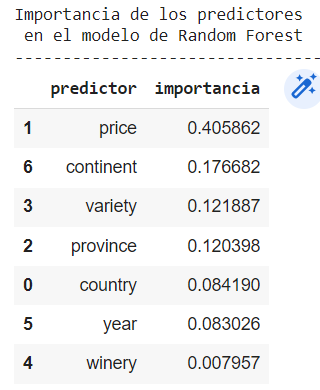 Importancia de los predictores
en el modelo de Random Forest
--------------------------------
predictor importancia
1 price 0.405862
6 continent 0.176682
3 variety 0.121887
2 province 0.120398
0 country 0.084190
5 year 0.083026
4 winery 0.007957